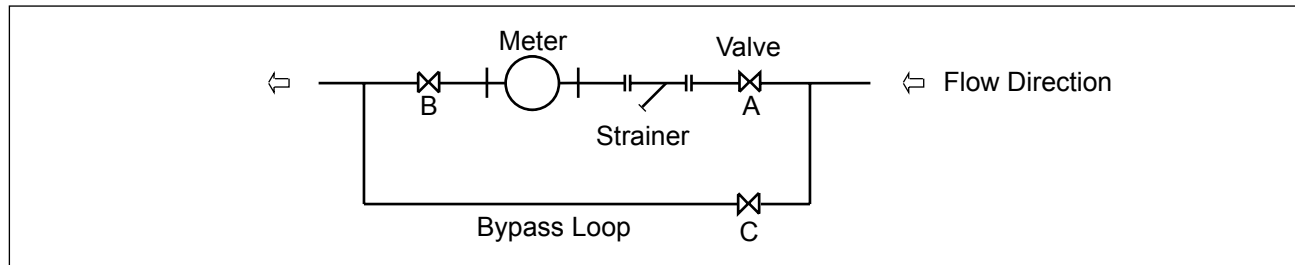 Meter
Valve
Flow Direction
B
A
Strainer
Bypass Loop
C